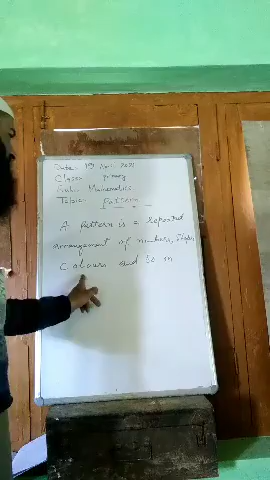 Date: 1st Nov. 2021
Class: Primary
Sub: Mathematics
Topic: Pattern
A Pattern is a repeated
arrangement of numbers, Shapes,
Colours and So on